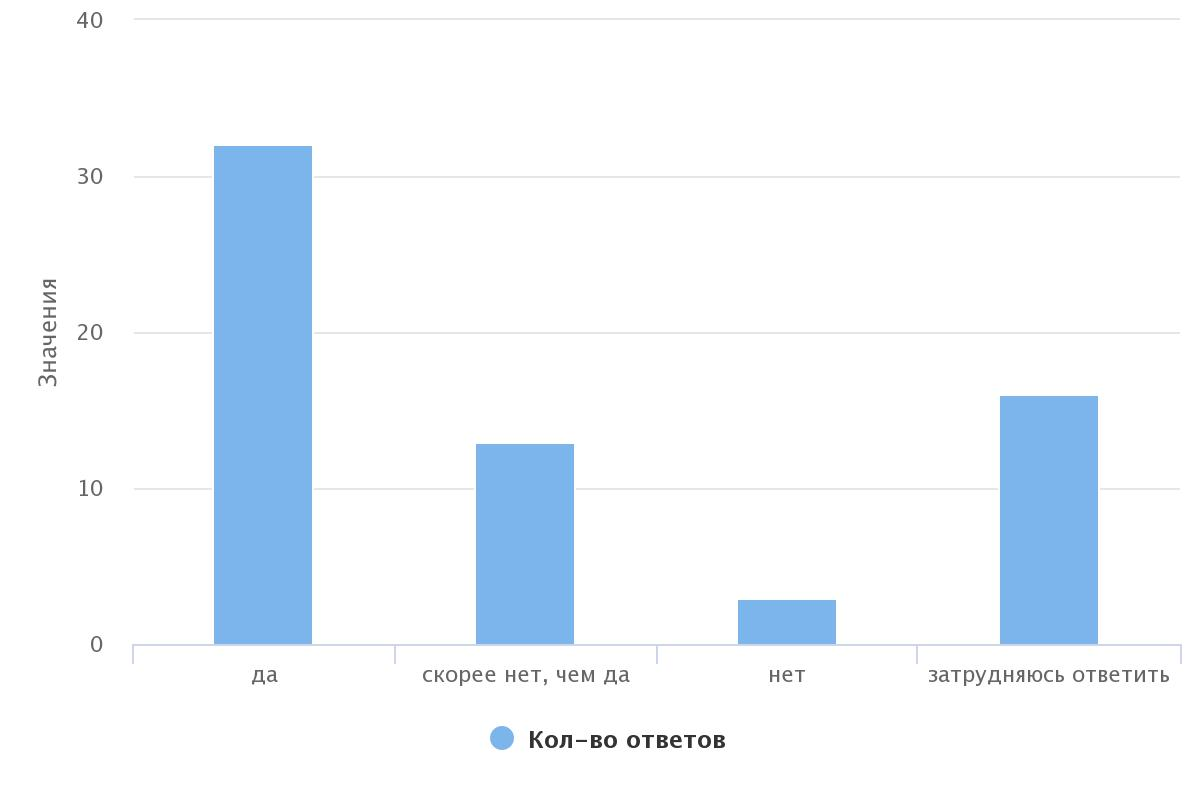 40
30
20
10
0
Значения
да
скорее нет, чем да
нет
затрудняюсь ответить
Кол-во ответов